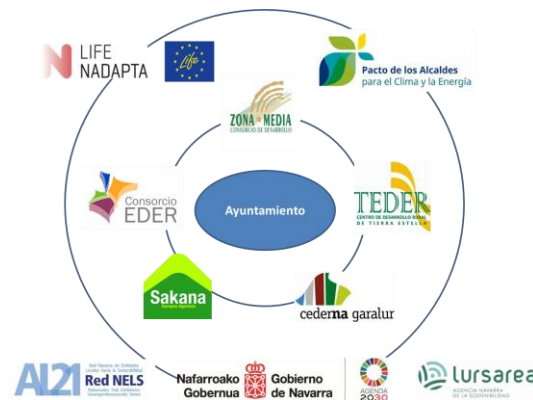 LIFE
NADAPTA
Life
Pacto de los Alcaldes
para el Clima y la Energía
ZONA MEDIA
CONSORCIO DE DESARROLLO
Consorcio
EDER
Ayuntamiento
TEDER
CENTRO DE DESARROLLO RURAL
DE TIERRA ESTELLA
Sakana
cederna garalur
AL21
Red NELS
Nafarroako
Gobernua
Gobierno
de Navarra
AGENDA
2030
lursarea
AGENCIA NAVARRA
DE LA SOSTENIBILIDAD